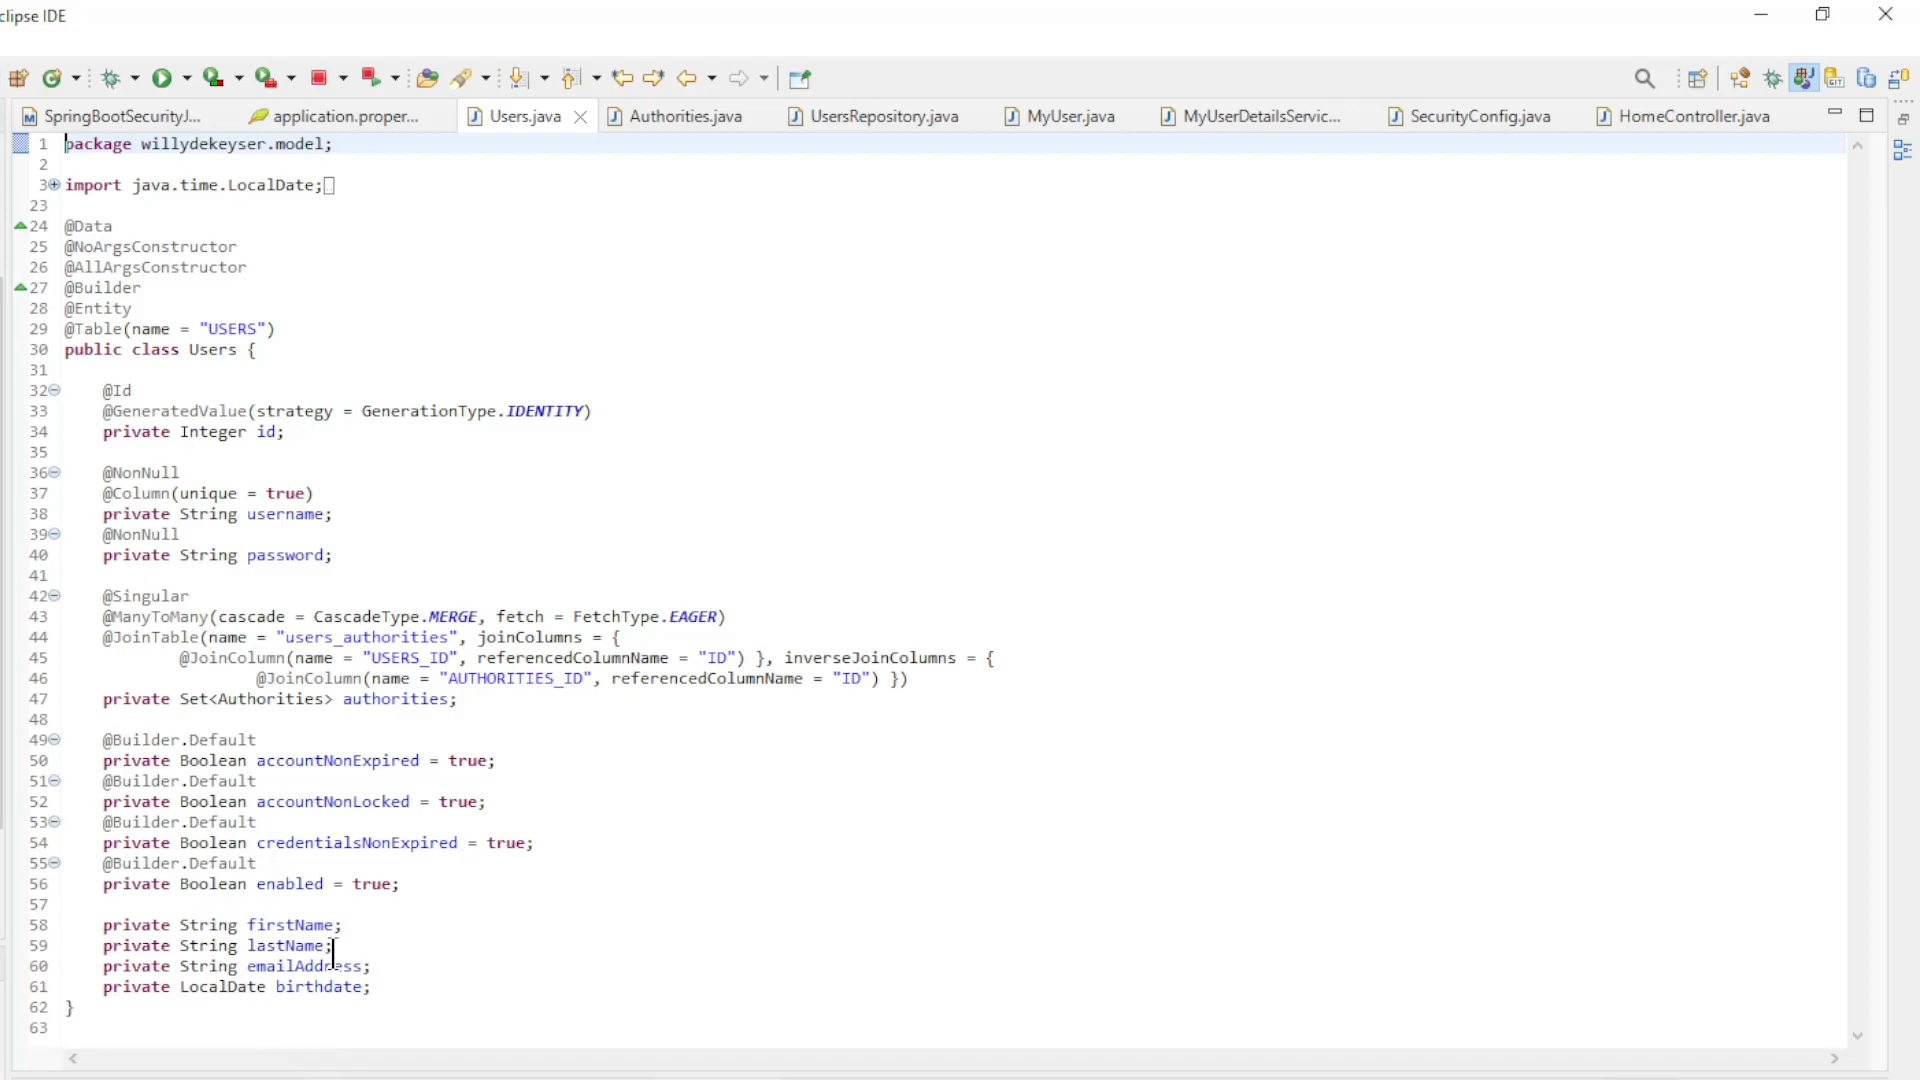 clipse IDE
SpringBootSecurityJ... application.proper... Users.java Authorities.java UsersRepository.java MyUser.java MyUserDetailsServic... SecurityConfig.java HomeController.java
1 package willydekeyser.model;
2
3 import java.time.LocalDate;
23
24 @Data
25 @NoArgsConstructor
26 @AllArgsConstructor
27 @Builder
28 @Entity
29 @Table(name = "USERS")
30 public class Users {
31
32 @Id
33 @GeneratedValue(strategy = GenerationType.IDENTITY)
34 private Integer id;
35
36 @NonNull
37 @Column(unique = true)
38 private String username;
39 @NonNull
40 private String password;
41
42 @Singular
43 @ManyToMany(cascade = CascadeType.MERGE, fetch = FetchType.EAGER)
44 @JoinTable(name = "users_authorities", joinColumns = {
45 @JoinColumn(name = "USERS_ID", referencedColumnName = "ID") }, inverseJoinColumns = {
46 @JoinColumn(name = "AUTHORITIES_ID", referencedColumnName = "ID") })
47 private Set<Authorities> authorities;
48
49 @Builder.Default
50 private Boolean accountNonExpired = true;
51 @Builder.Default
52 private Boolean accountNonLocked = true;
53 @Builder.Default
54 private Boolean credentialsNonExpired = true;
55 @Builder.Default
56 private Boolean enabled = true;
57
58 private String firstName;
59 private String lastName;
60 private String emailAddress;
61 private LocalDate birthdate;
62 }
63